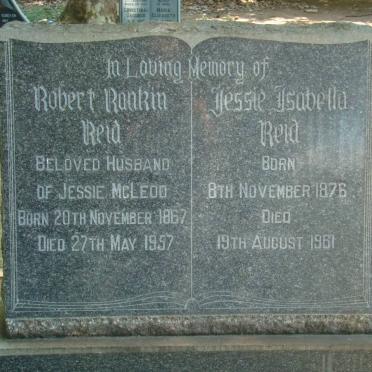 In Loving Memory of
Robert Rankin
Reid
Beloved Husband
of Jessie McLeod
Born 20th November 1867
Died 27th May 1957
Jessie Isabella
Reid
Born
8th November 1876
Died
19th August 1961